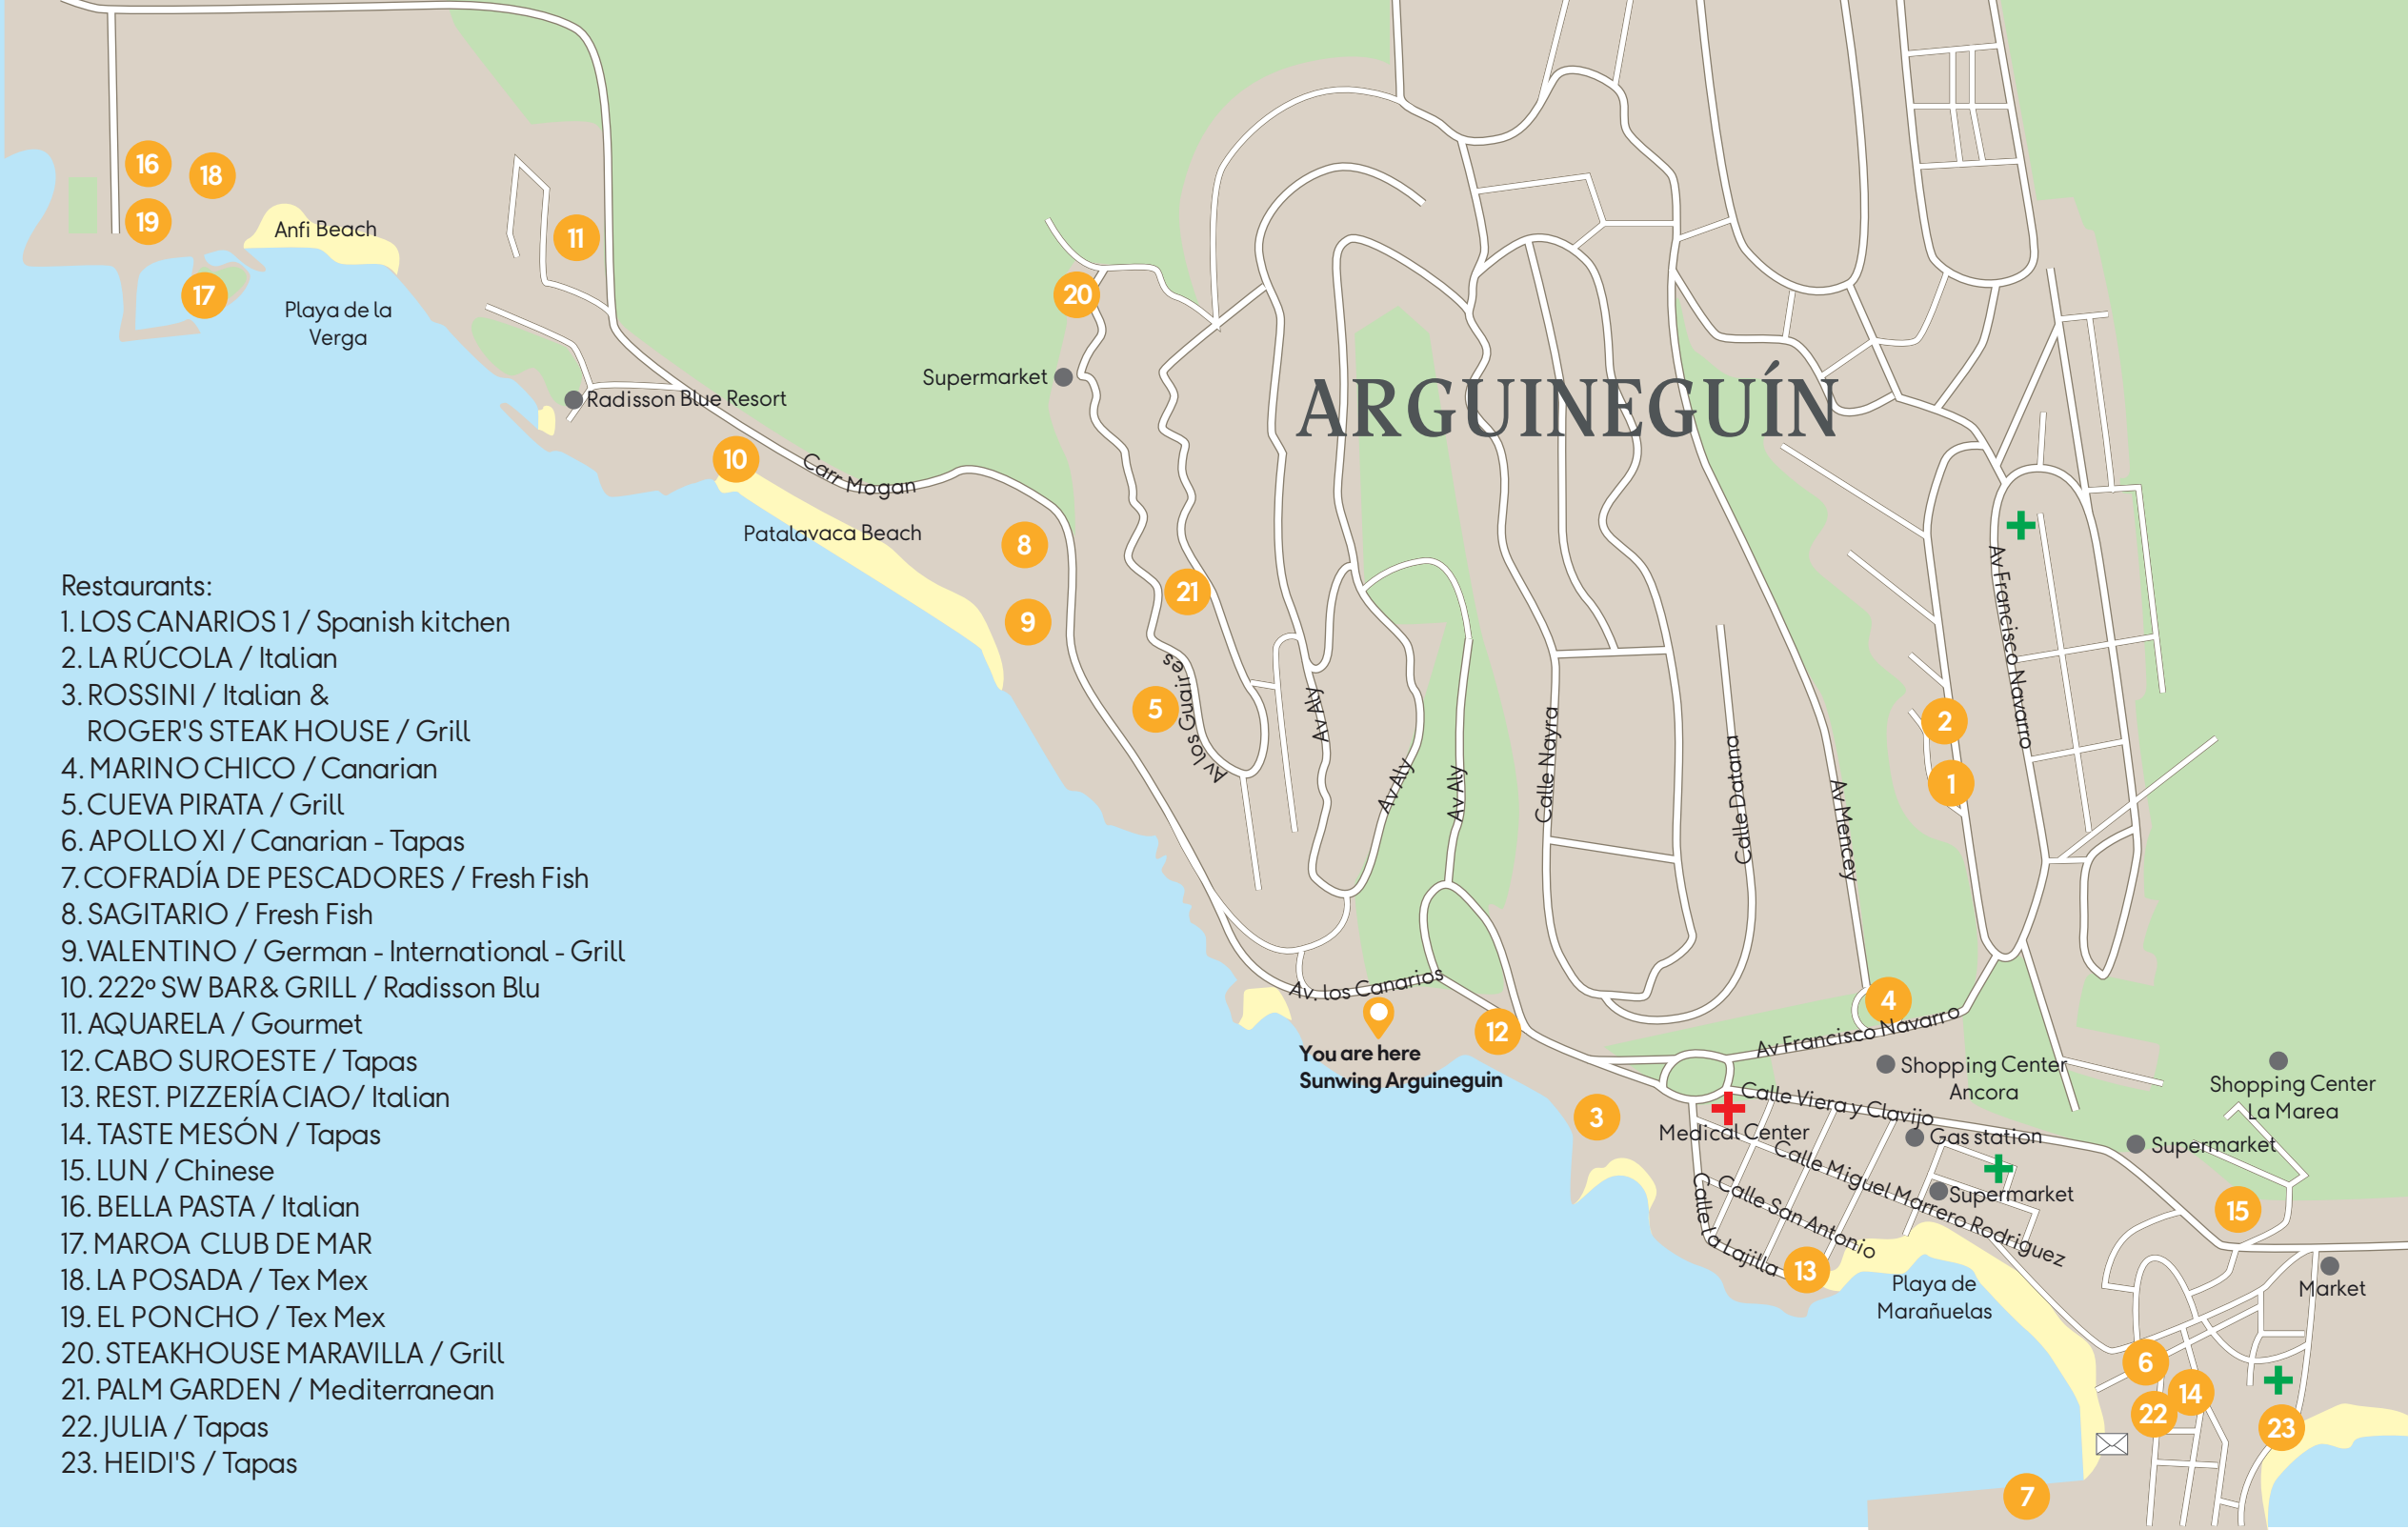 16
18
19
11
Anfi Beach
17
Playa de la
Verga
20
Supermarket
ARGUINEGUÍN
Radisson Blue Resort
10
Carr Mogan
Patalavaca Beach
8
9
21
5
Av los Guaires
Av Aly
Av Aly
Av Aly
Calle Nayra
Calle Datana
Av Mencey
Av Francisco Navarro
2
1
Restaurants:
1. LOS CANARIOS 1 / Spanish kitchen
2. LA RÚCOLA / Italian
3. ROSSINI / Italian &
ROGER'S STEAK HOUSE / Grill
4. MARINO CHICO / Canarian
5. CUEVA PIRATA / Grill
6. APOLLO XI / Canarian - Tapas
7. COFRADÍA DE PESCADORES / Fresh Fish
8. SAGITARIO / Fresh Fish
9. VALENTINO / German - International - Grill
10. 222º SW BAR& GRILL / Radisson Blu
11. AQUARELA / Gourmet
12. CABO SUROESTE / Tapas
13. REST. PIZZERÍA CIAO/ Italian
14. TASTE MESÓN / Tapas
15. LUN / Chinese
16. BELLA PASTA / Italian
17. MAROA CLUB DE MAR
18. LA POSADA / Tex Mex
19. EL PONCHO / Tex Mex
20. STEAKHOUSE MARAVILLA / Grill
21. PALM GARDEN / Mediterranean
22. JULIA / Tapas
23. HEIDI'S / Tapas
Av. los Canarios
You are here
Sunwing Arguineguin
12
4
Av Francisco Navarro
Shopping Center
Ancora
Shopping Center
La Marea
3
Calle Viera y Clavijo
Medical Center
Gas station
Supermarket
Calle Miguel Marrero Rodriguez
Supermarket
Calle San Antonio
Calle la Lajilla
15
13
Playa de
Marañuelas
Market
6
14
22
23
7